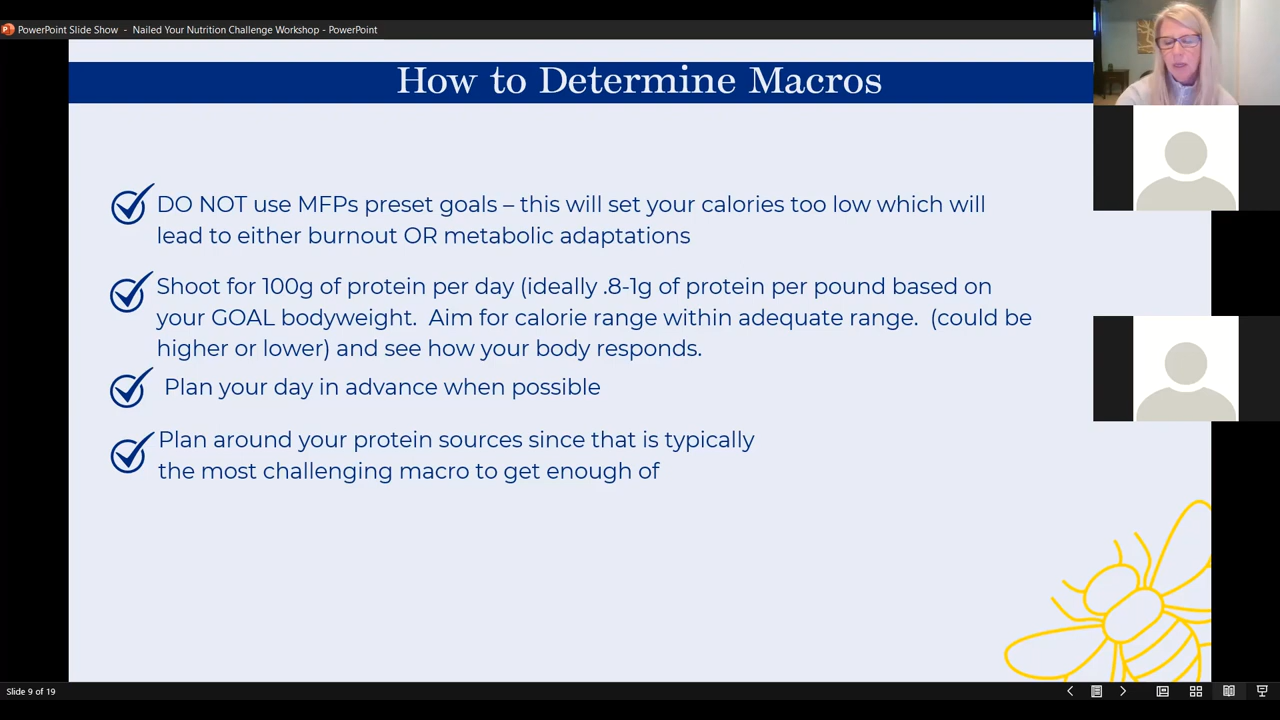 PowerPoint Slide Show - Nailed Your Nutrition Challenge Workshop - PowerPoint
How to Determine Macros
DO NOT use MFPs preset goals – this will set your calories too low which will
lead to either burnout OR metabolic adaptations
Shoot for 100g of protein per day (ideally .8-1g of protein per pound based on
your GOAL bodyweight.  Aim for calorie range within adequate range.  (could be
higher or lower) and see how your body responds.
Plan your day in advance when possible
Plan around your protein sources since that is typically
the most challenging macro to get enough of
Slide 9 of 19